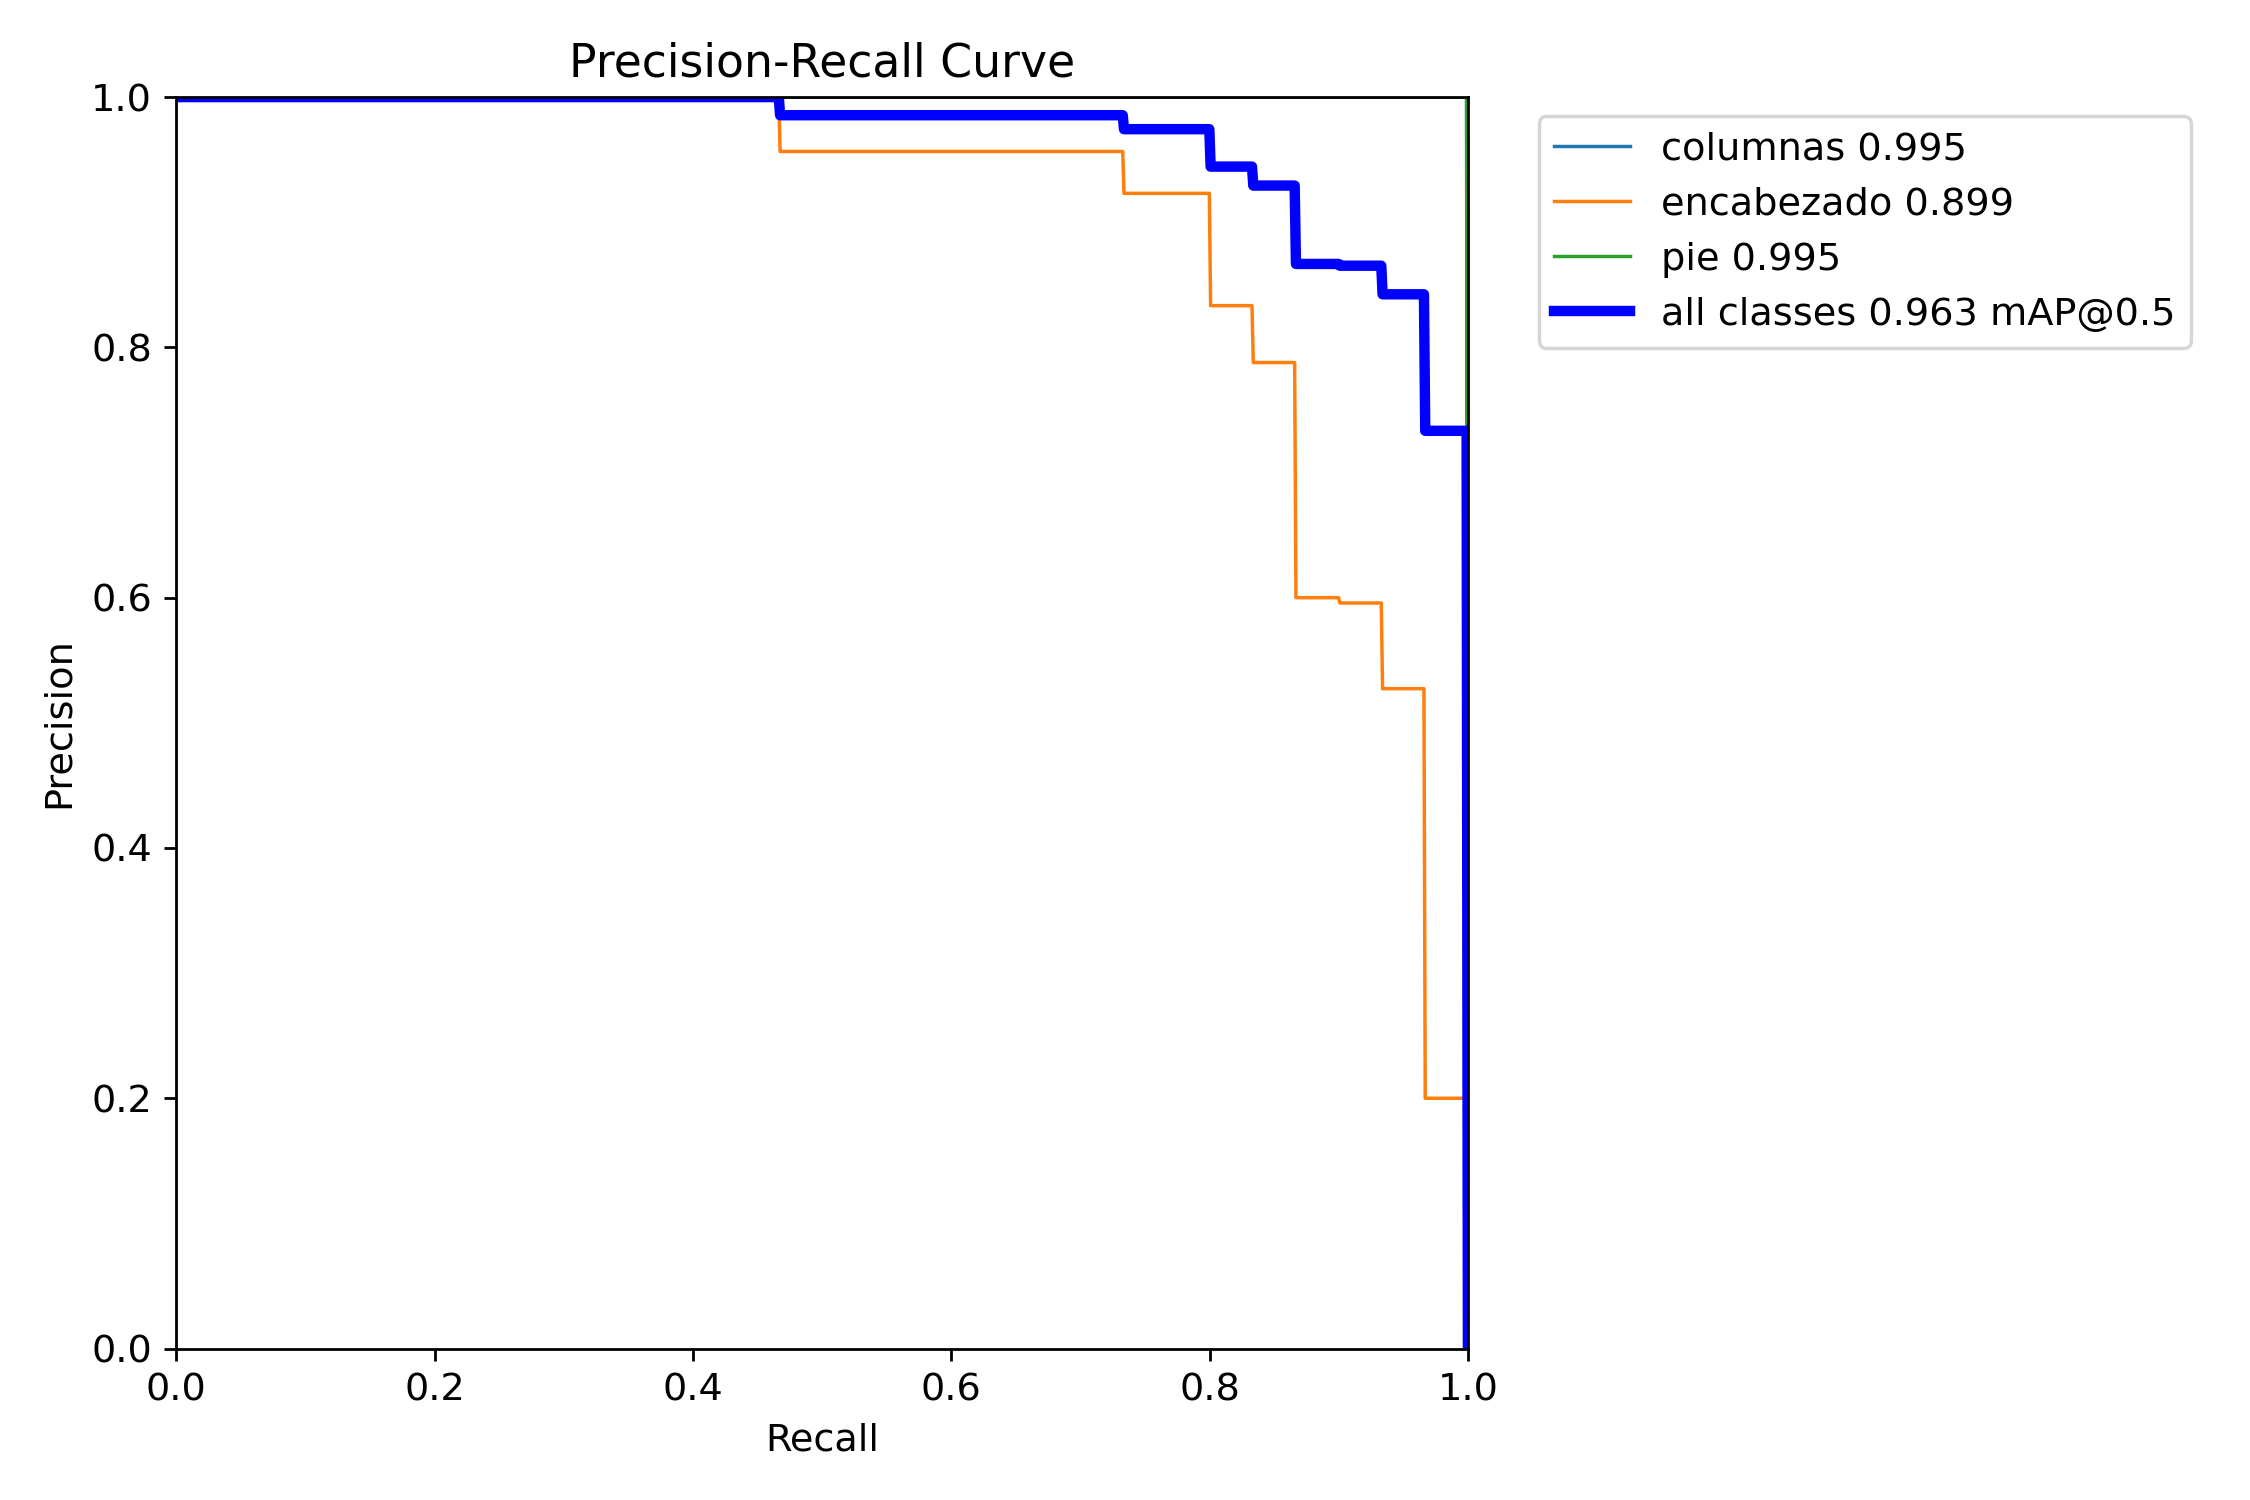 Precision-Recall Curve
1.0
0.8
0.6
0.4
0.2
0.0
Precision
0.0 0.2 0.4 0.6 0.8 1.0
Recall
columnas 0.995
encabezado 0.899
pie 0.995
all classes 0.963 mAP@0.5